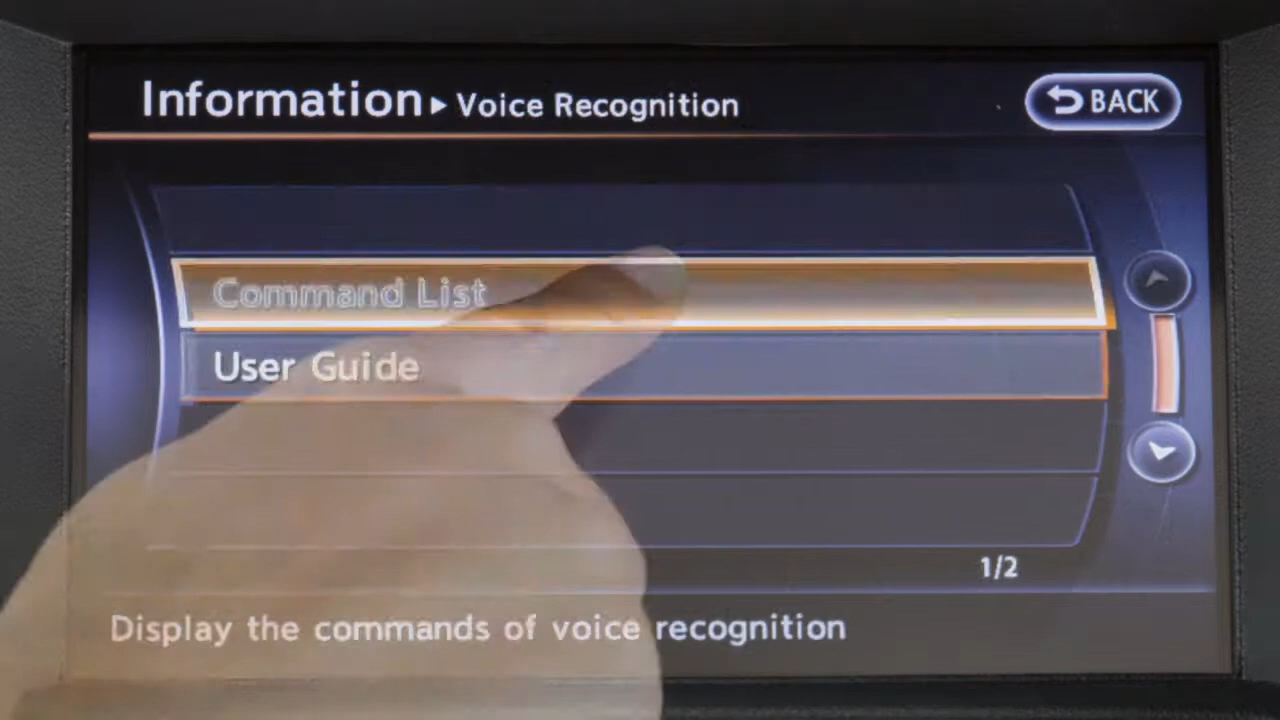 Information ▶ Voice Recognition
BACK
Command List
User Guide
1/2
Display the commands of voice recognition